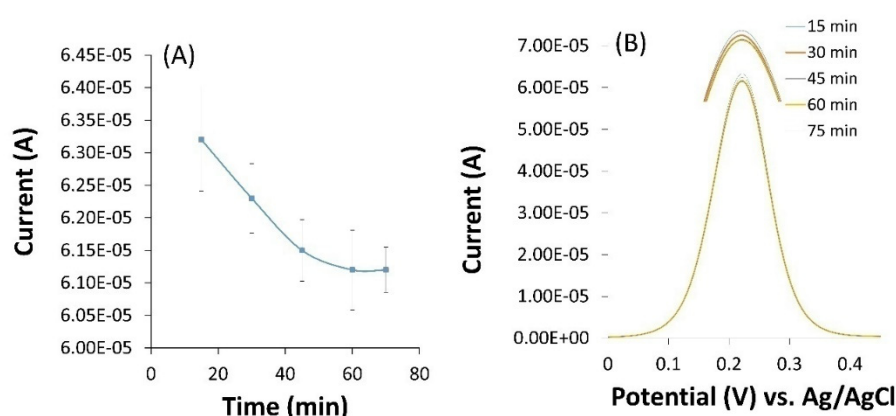 (A)
Current (A)
6.45E-05
6.40E-05
6.35E-05
6.30E-05
6.25E-05
6.20E-05
6.15E-05
6.10E-05
6.05E-05
6.00E-05
0 20 40 60 80
Time (min)
(B)
Current (A)
7.00E-05
6.00E-05
5.00E-05
4.00E-05
3.00E-05
2.00E-05
1.00E-05
0.00E+00
0 0.1 0.2 0.3 0.4
Potential (V) vs. Ag/AgCl
15 min
30 min
45 min
60 min
75 min